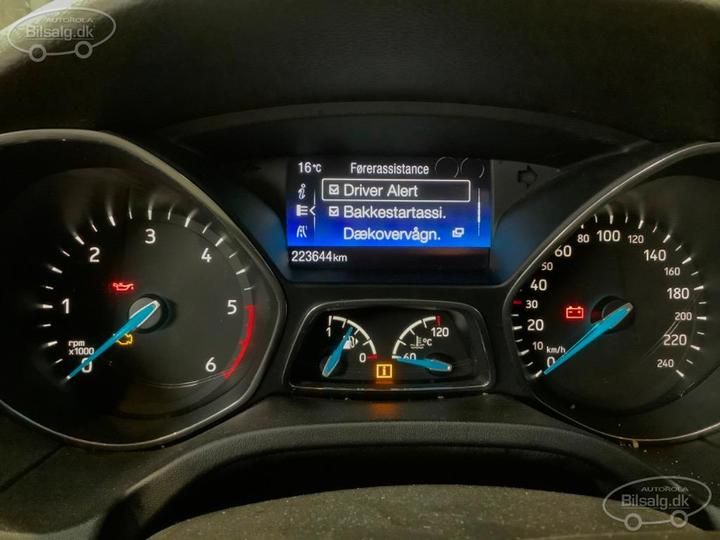 AUTOROLA
Bilsalg.dk
16°C Førerassistance
Driver Alert
Bakkestartassi.
Dækovervågn.
223644km
0 1 2 3 4 5 6
rpm
x1000
1 0
60 120
°C
i
0 10 20 30 40 60 80 100 120 140 160 180 200 220 240
km/h
AUTOROLA
Bilsalg.dk